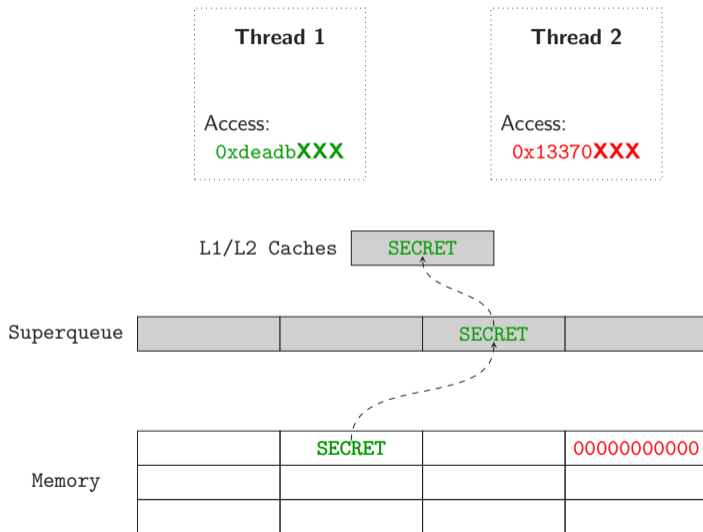 Thread 1
Thread 2
Access:
0xdeadbXXX
Access:
0x13370XXX
L1/L2 Caches
SECRET
Superqueue
SECRET
SECRET
00000000000
Memory